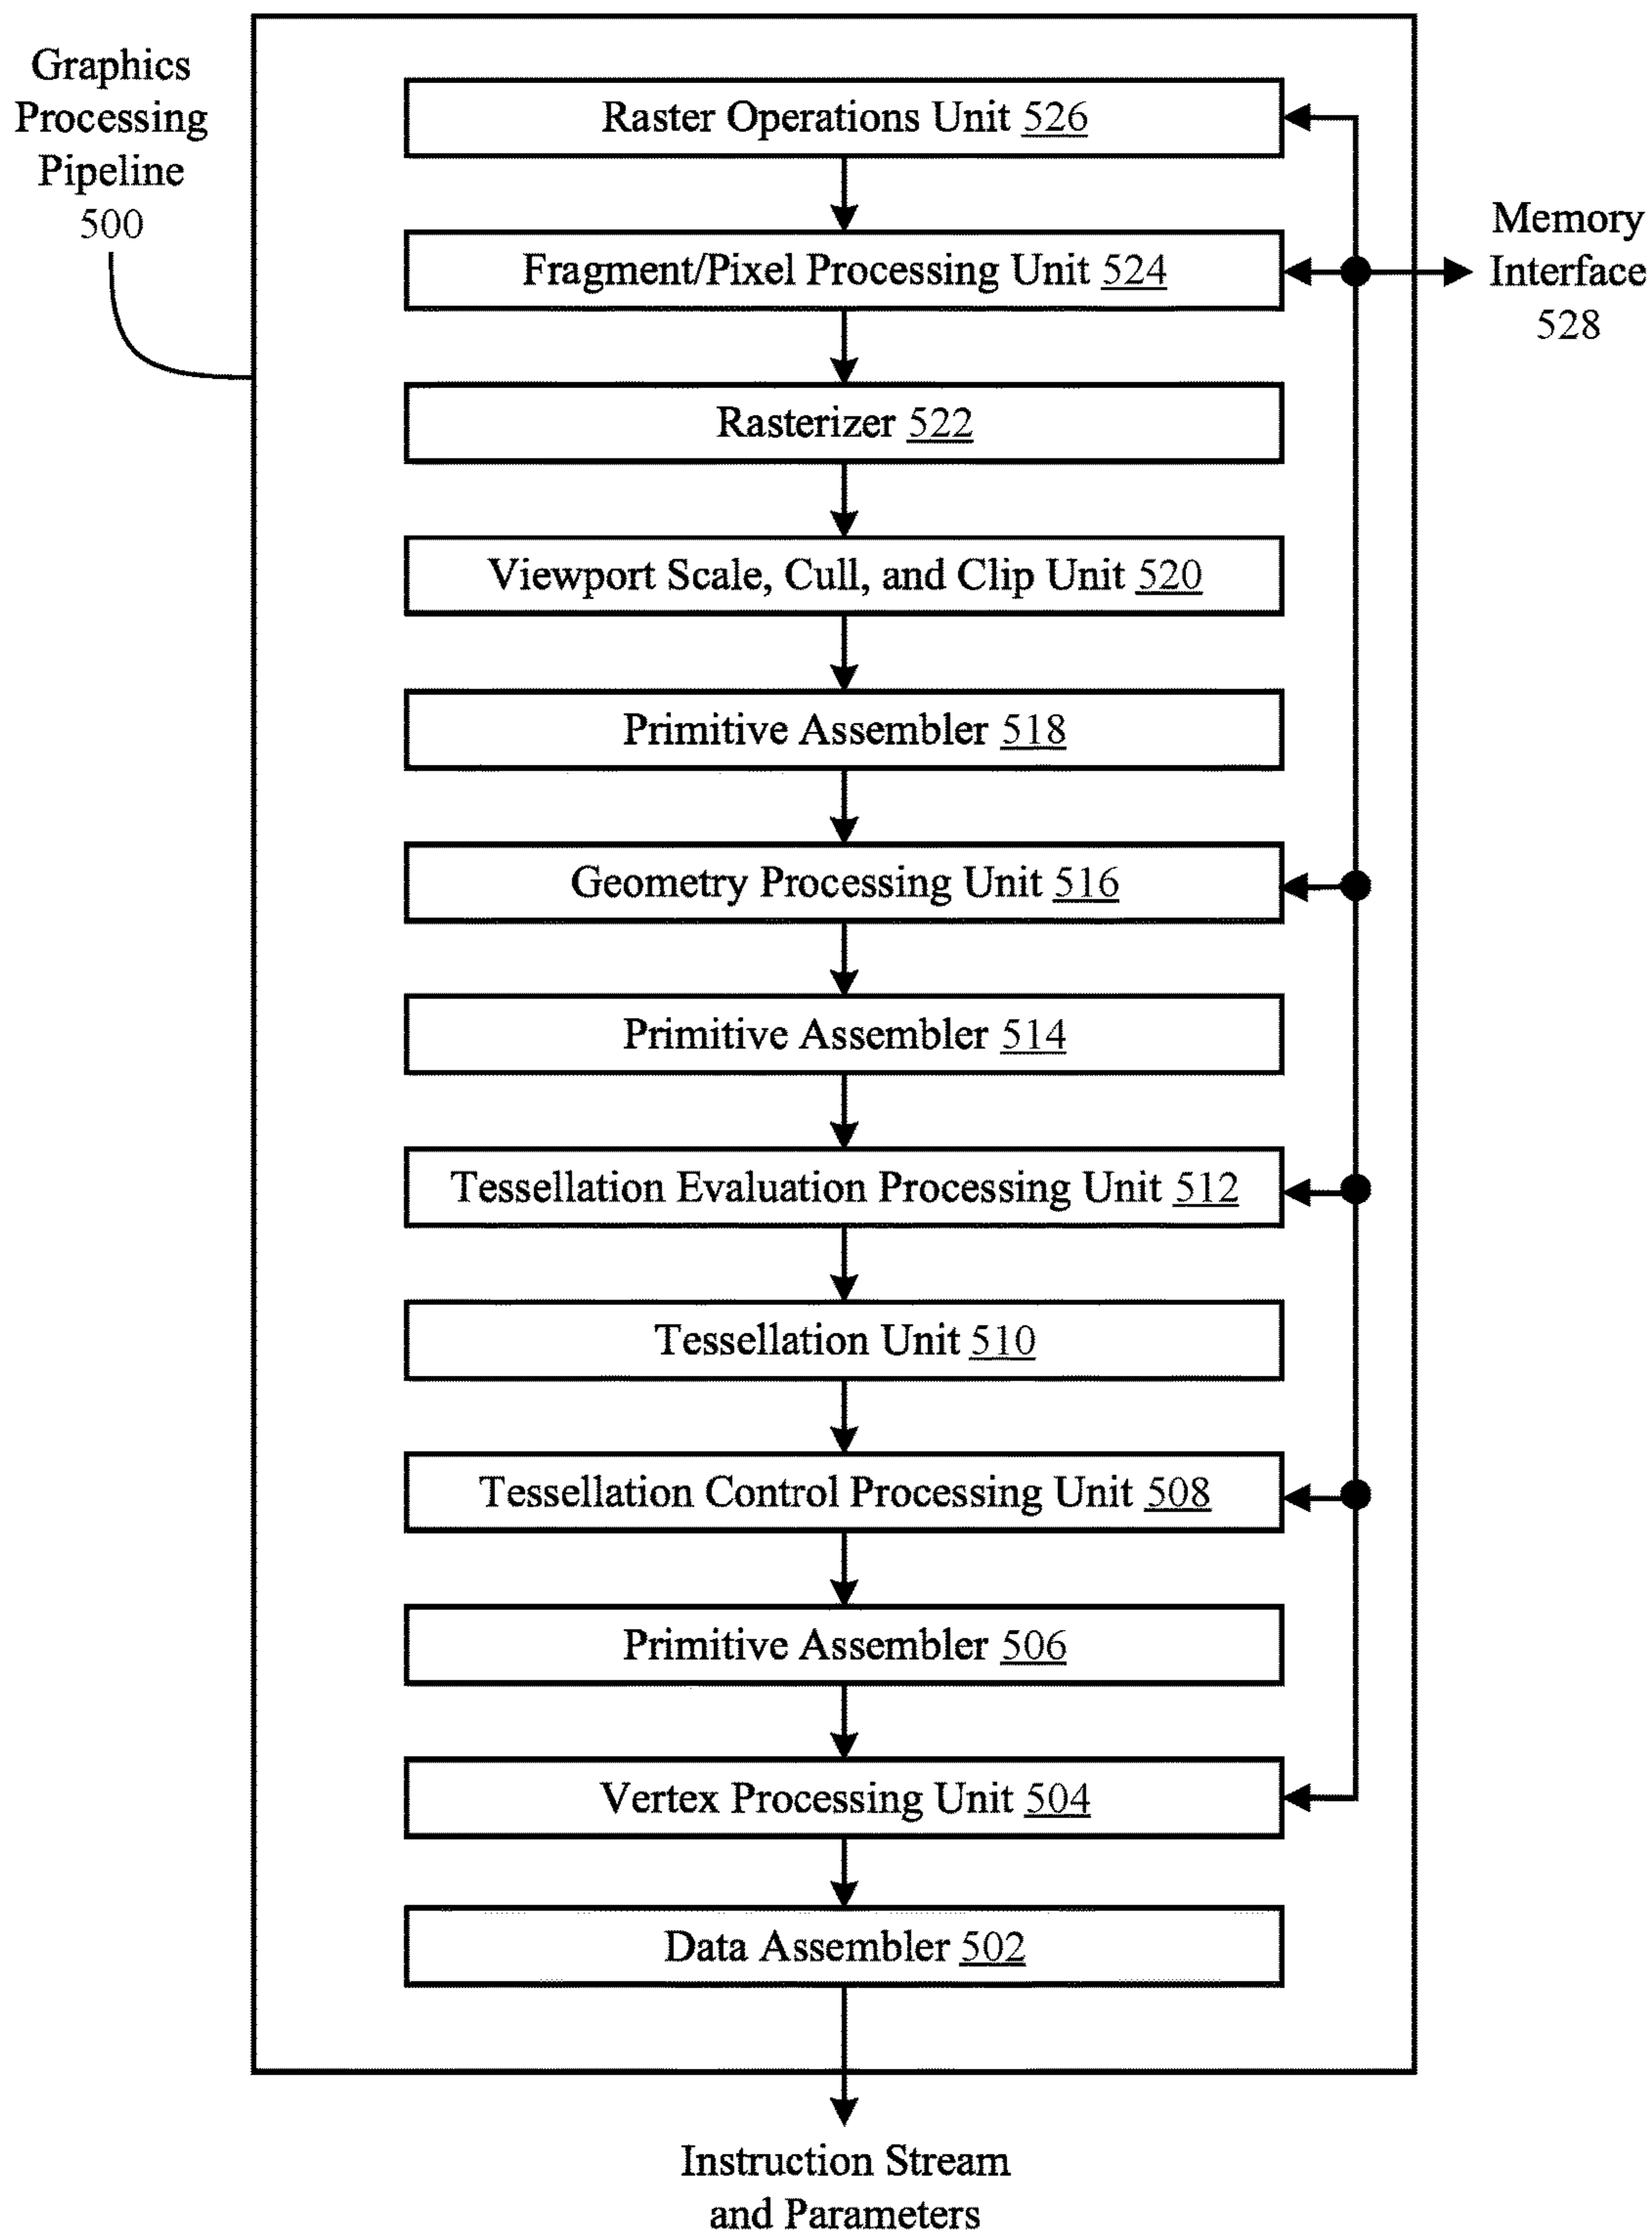 Graphics
Processing
Pipeline
500
Raster Operations Unit 526
Memory
Interface
528
Fragment/Pixel Processing Unit 524
Rasterizer 522
Viewport Scale, Cull, and Clip Unit 520
Primitive Assembler 518
Geometry Processing Unit 516
Primitive Assembler 514
Tessellation Evaluation Processing Unit 512
Tessellation Unit 510
Tessellation Control Processing Unit 508
Primitive Assembler 506
Vertex Processing Unit 504
Data Assembler 502
Instruction Stream
and Parameters